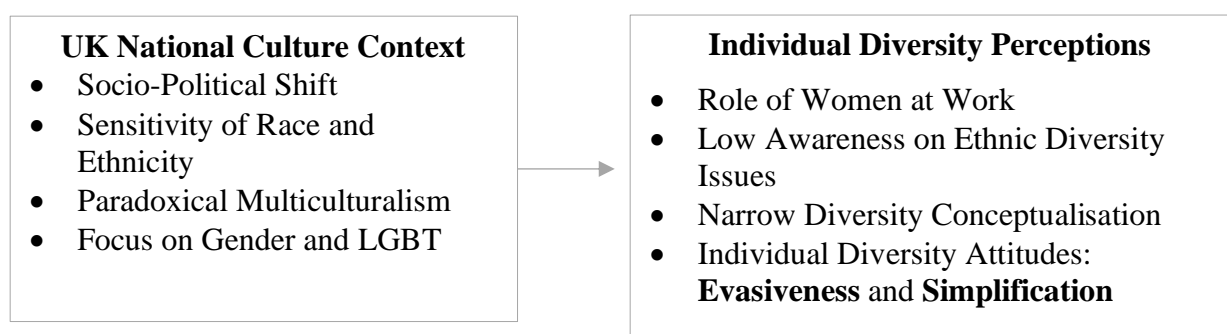 UK National Culture Context
• Socio-Political Shift
• Sensitivity of Race and
Ethnicity
• Paradoxical Multiculturalism
• Focus on Gender and LGBT
Individual Diversity Perceptions
• Role of Women at Work
• Low Awareness on Ethnic Diversity
Issues
• Narrow Diversity Conceptualisation
• Individual Diversity Attitudes:
Evasiveness and Simplification